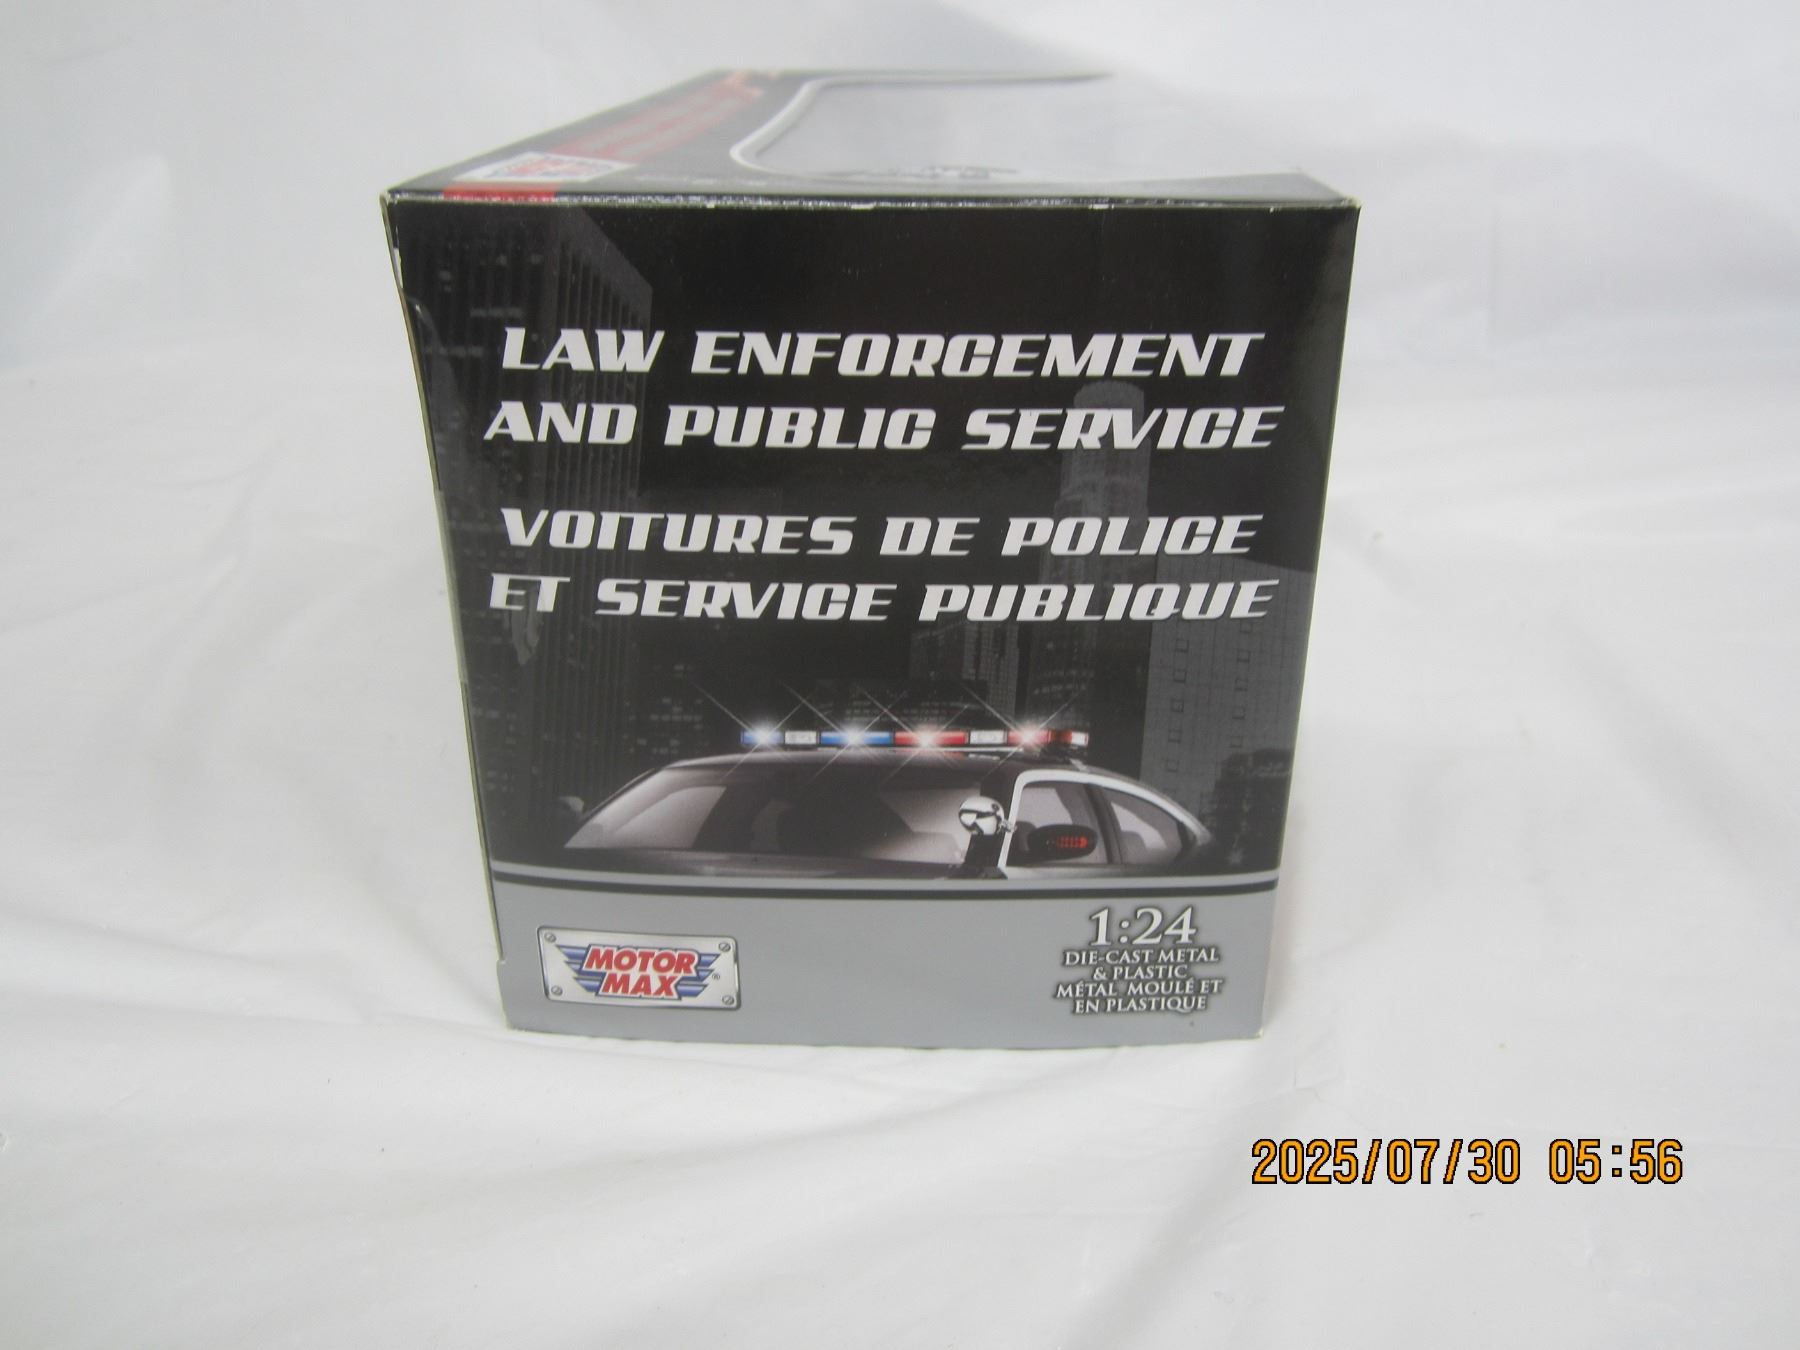 LAW ENFORCEMENT
AND PUBLIC SERVICE
VOITURES DE POLICE
ET SERVICE PUBLIQUE
MOTOR
MAX®
1:24
DIE-CAST METAL
& PLASTIC
MÉTAL MOULÉ ET
EN PLASTIQUE
2025/07/30 05:56